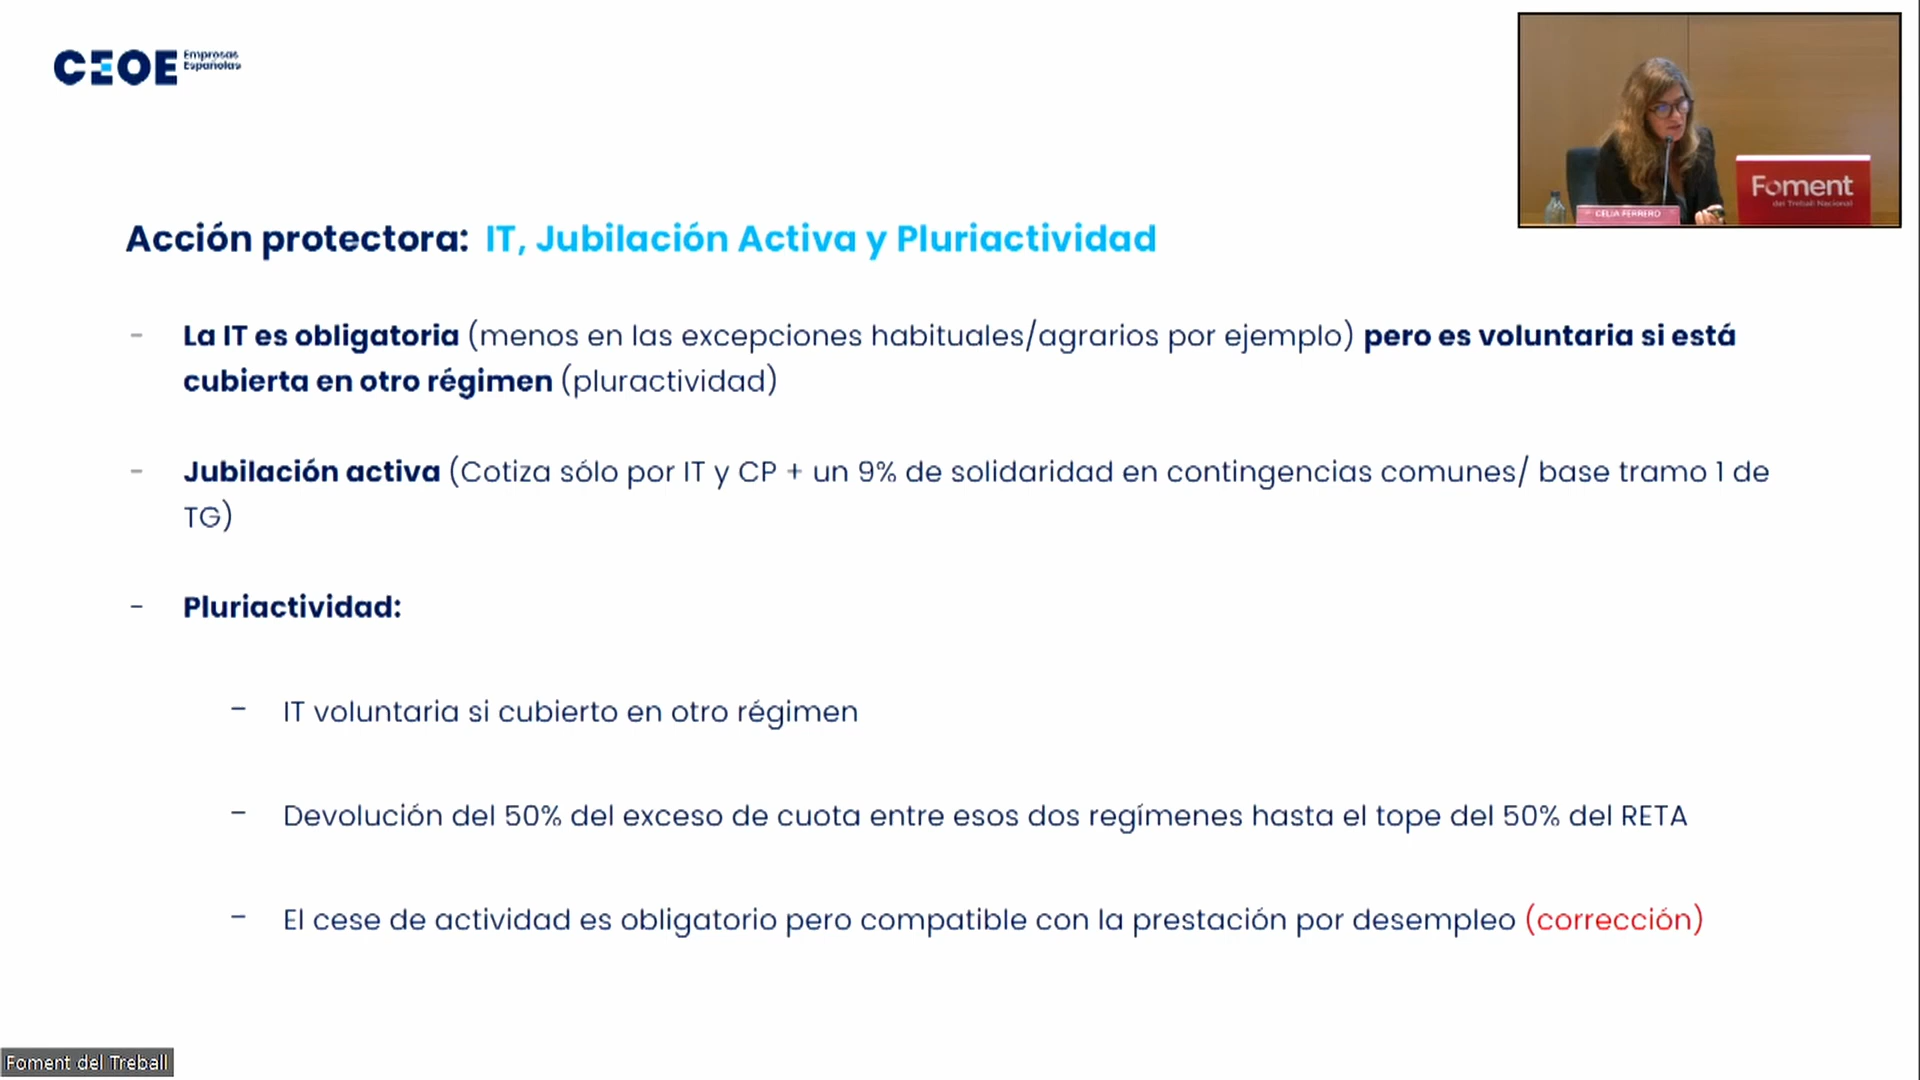 CEOE Empresas
Españolas
Foment
del Treball Nacional
CELIA FERRERO
Acción protectora: IT, Jubilación Activa y Pluriactividad
- La IT es obligatoria (menos en las excepciones habituales/agrarios por ejemplo) pero es voluntaria si está
cubierta en otro régimen (pluractividad)
- Jubilación activa (Cotiza sólo por IT y CP + un 9% de solidaridad en contingencias comunes/ base tramo 1 de
TG)
- Pluriactividad:
– IT voluntaria si cubierto en otro régimen
– Devolución del 50% del exceso de cuota entre esos dos regímenes hasta el tope del 50% del RETA
– El cese de actividad es obligatorio pero compatible con la prestación por desempleo (corrección)
Foment del Treball